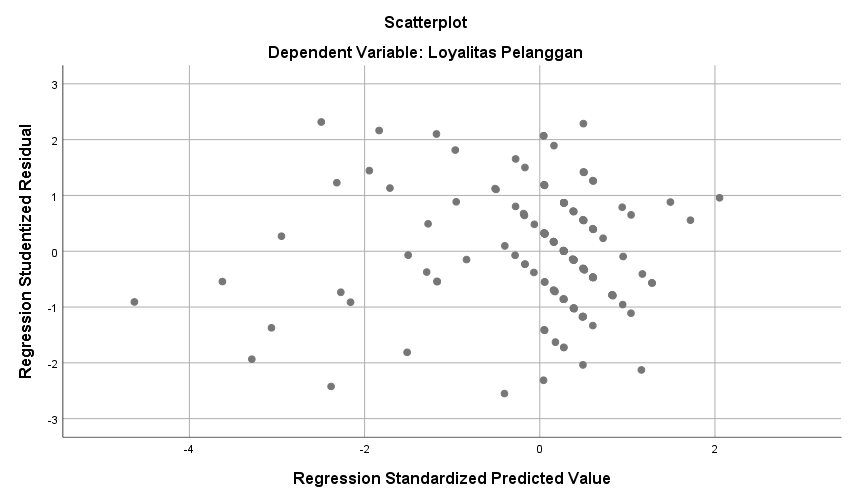 Scatterplot
Dependent Variable: Loyalitas Pelanggan
Regression Studentized Residual
3
2
1
0
-1
-2
-3
-4
-2
0
2
Regression Standardized Predicted Value